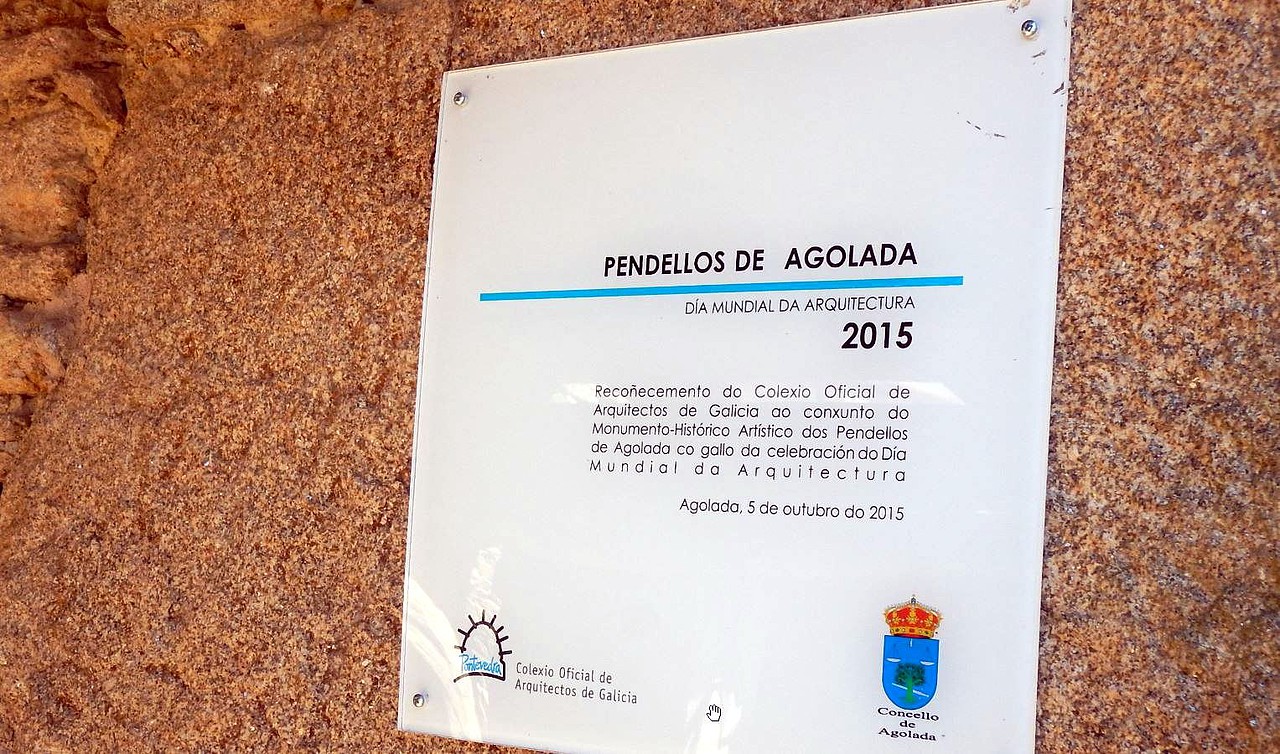 PENDELLOS DE AGOLADA
DÍA MUNDIAL DA ARQUITECTURA
2015
Recoñecemento do Colexio Oficial de
Arquitectos de Galicia ao conxunto do
Monumento-Histórico Artístico dos Pendellos
de Agolada co gallo da celebración do Día
Mundial da Arquitectura
Agolada, 5 de outubro do 2015
Pontevedra
Colexio Oficial de
Arquitectos de Galicia
Concello
de
Agolada